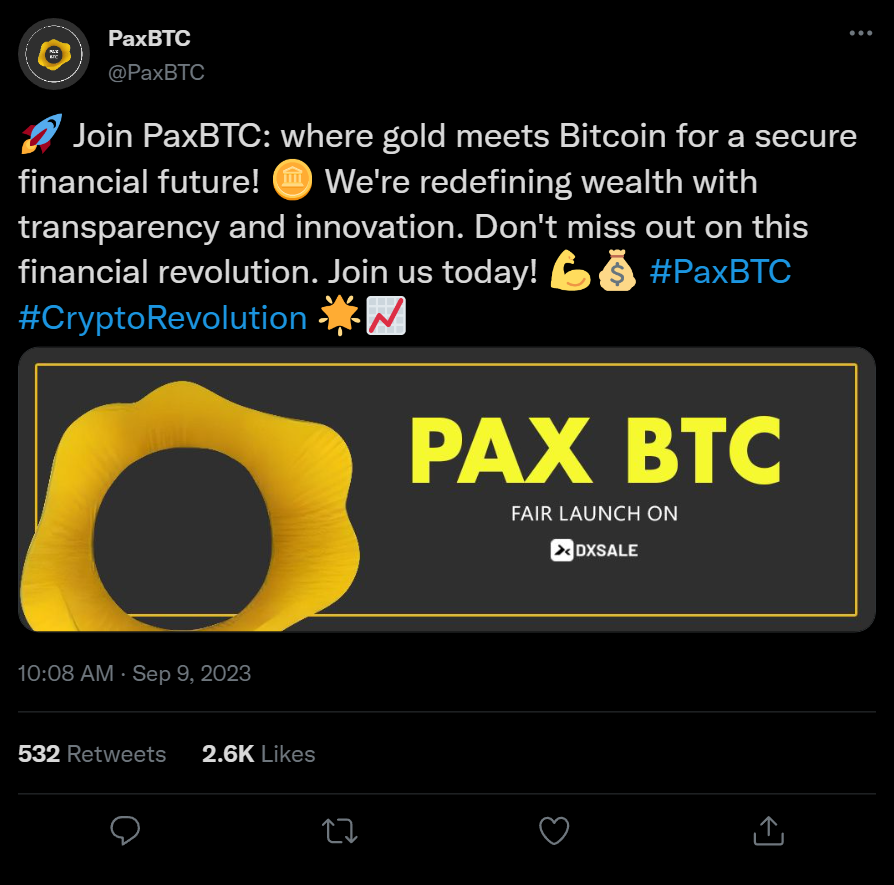 PaxBTC
@PaxBTC
🚀 Join PaxBTC: where gold meets Bitcoin for a secure
financial future! 🪙 We're redefining wealth with
transparency and innovation. Don't miss out on this
financial revolution. Join us today! 💪💰 #PaxBTC
#CryptoRevolution 🌟📈
PAX BTC
FAIR LAUNCH ON
DXSALE
10:08 AM · Sep 9, 2023
532 Retweets 2.6K Likes